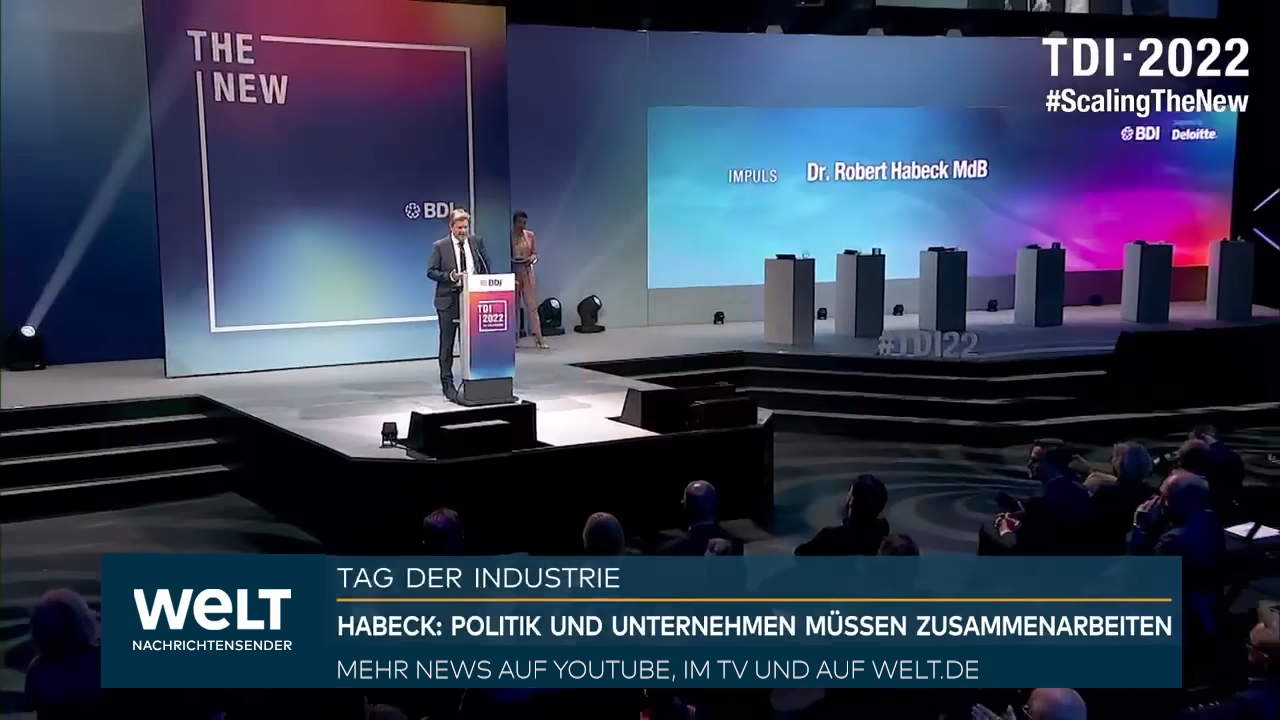 THE
NEW
BDI
TDI·2022
#ScalingTheNew
BDI Deloitte.
IMPULS Dr. Robert Habeck MdB
BDI
TDI
2022
#TDI22
welt
NACHRICHTENSENDER
TAG DER INDUSTRIE
HABECK: POLITIK UND UNTERNEHMEN MÜSSEN ZUSAMMENARBEITEN
MEHR NEWS AUF YOUTUBE, IM TV UND AUF WELT.DE